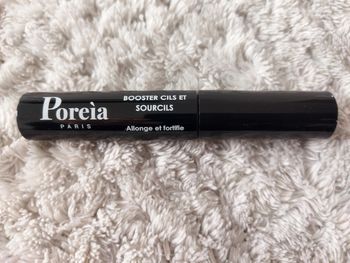 Poreìa
PARIS
BOOSTER CILS ET
SOURCILS
Allonge et fortifie